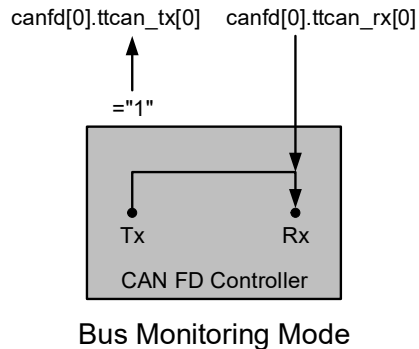 canfd[0].ttcan_tx[0] canfd[0].ttcan_rx[0]
="1"
Tx Rx
CAN FD Controller
Bus Monitoring Mode